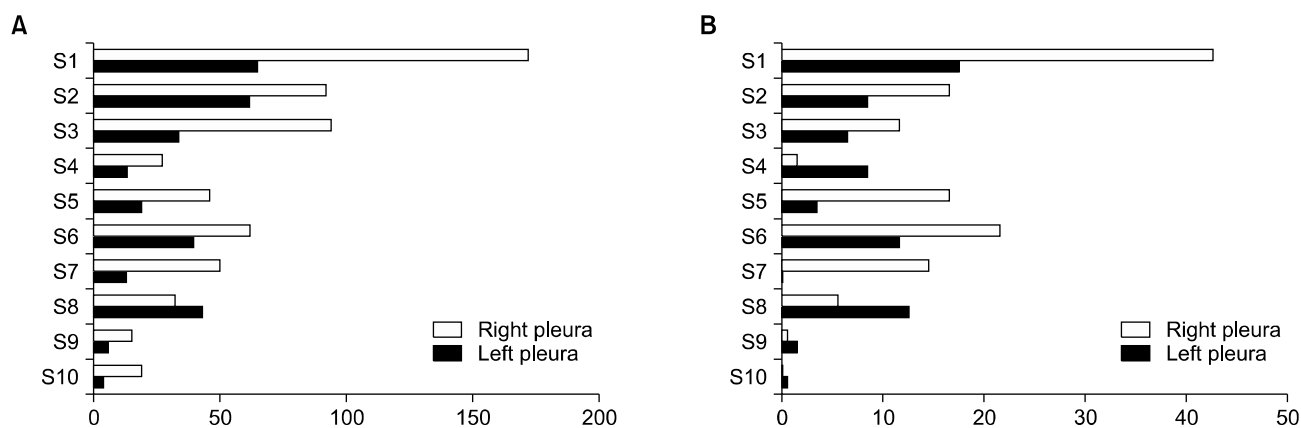 A
S1
S2
S3
S4
S5
S6
S7
S8
S9
S10
Right pleura
Left pleura
0 50 100 150 200
B
S1
S2
S3
S4
S5
S6
S7
S8
S9
S10
Right pleura
Left pleura
0 10 20 30 40 50